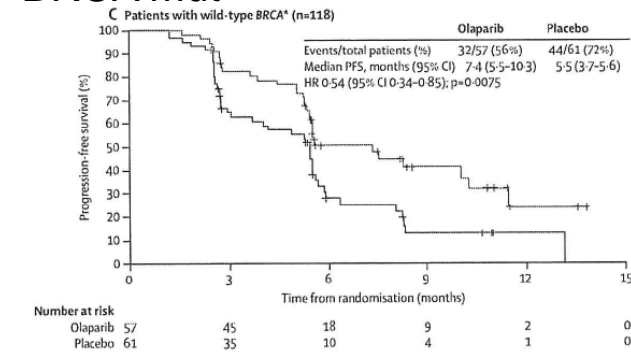 C Patients with wild-type BRCA* (n=118)
Olaparib Placebo
Events/total patients (%) 32/57 (56%) 44/61 (72%)
Median PFS, months (95% CI) 7·4 (5·5–10·3) 5·5 (3·7–5·6)
HR 0·54 (95% CI 0·34–0·85); p=0·0075
Progression-free survival (%)
100
90
80
70
60
50
40
30
20
10
0
0 3 6 9 12 15
Time from randomisation (months)
Number at risk
Olaparib 57 45 18 9 2 0
Placebo 61 35 10 4 1 0